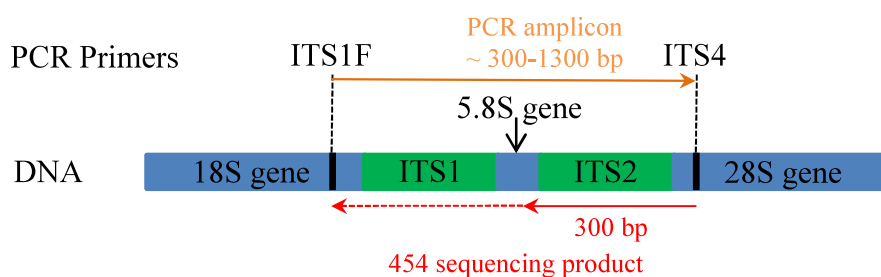 PCR amplicon
PCR Primers ITS1F ~ 300-1300 bp ITS4
5.8S gene
DNA 18S gene ITS1 ITS2 28S gene
300 bp
454 sequencing product